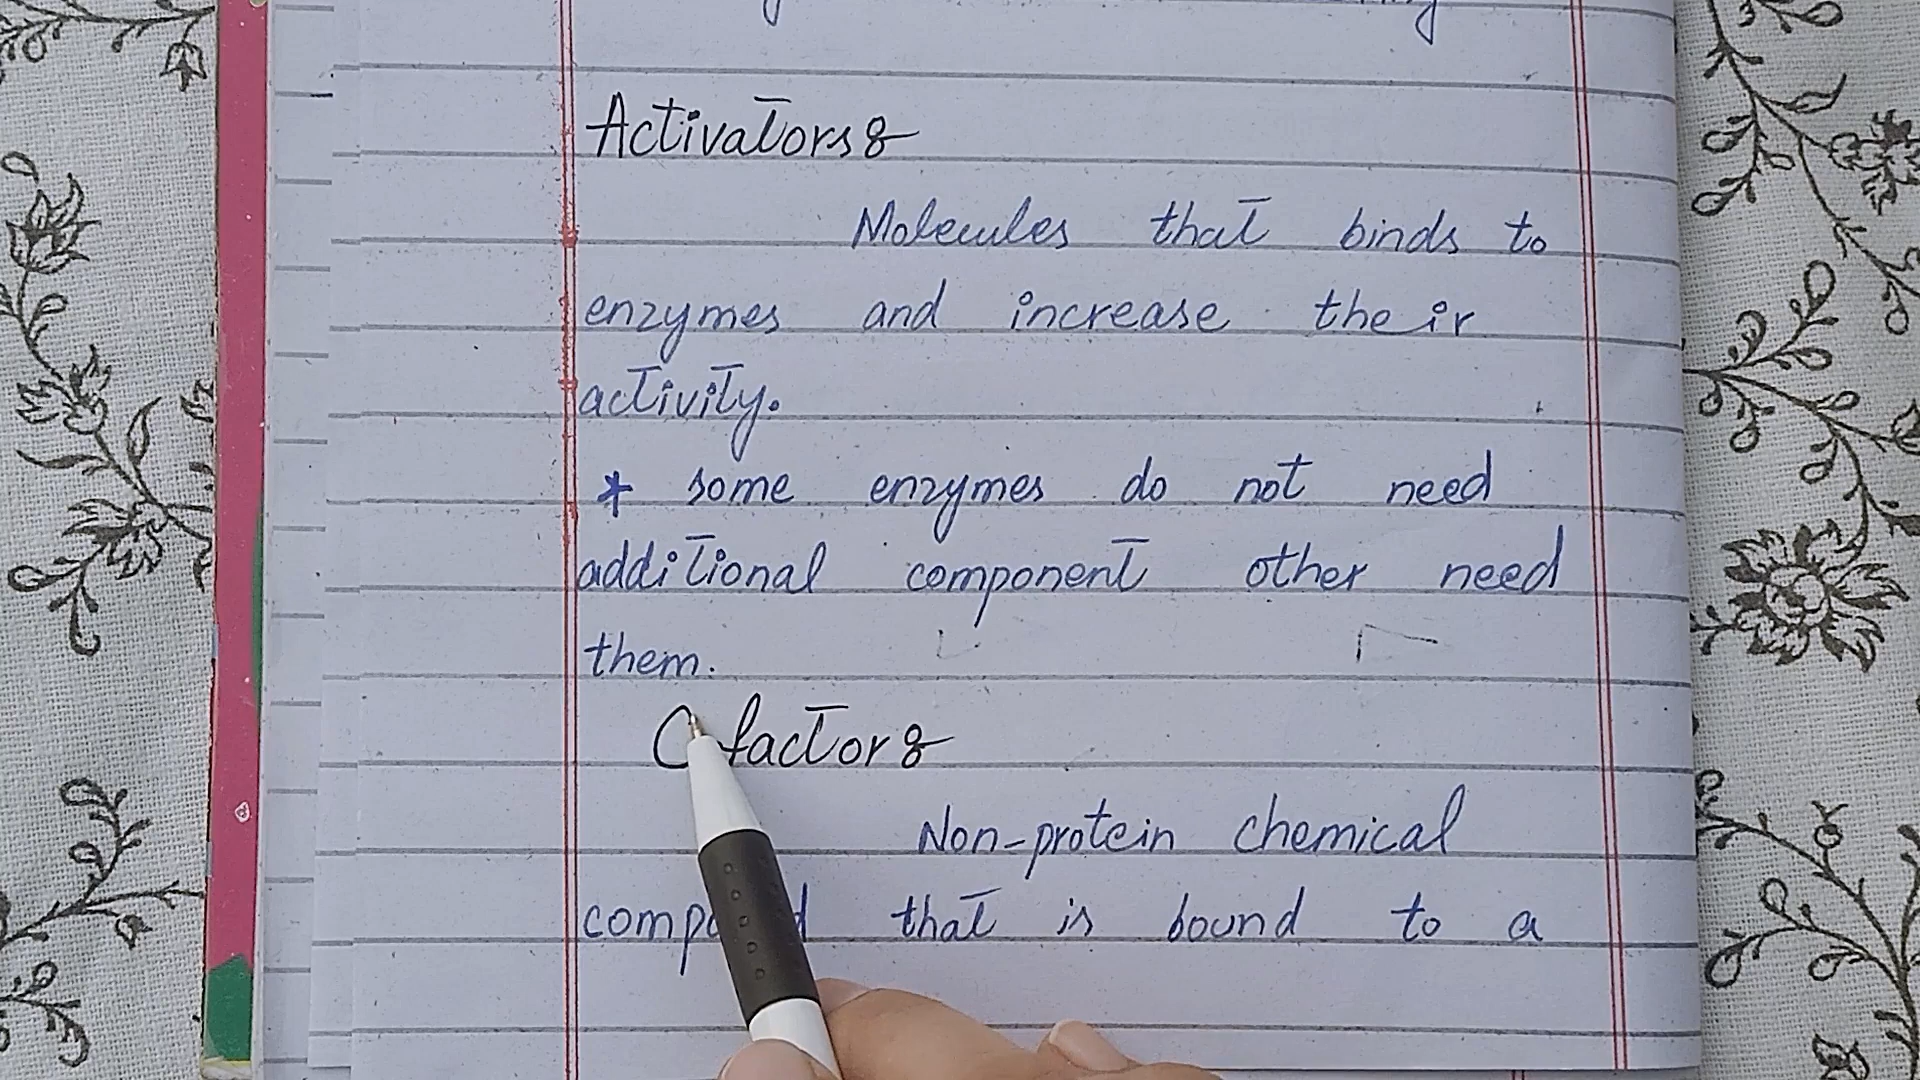 Activators:-
Molecules that binds to
enzymes and increase their
activity.
* some enzymes do not need
additional component other need
them.
that is bound to a
Non-protein chemical